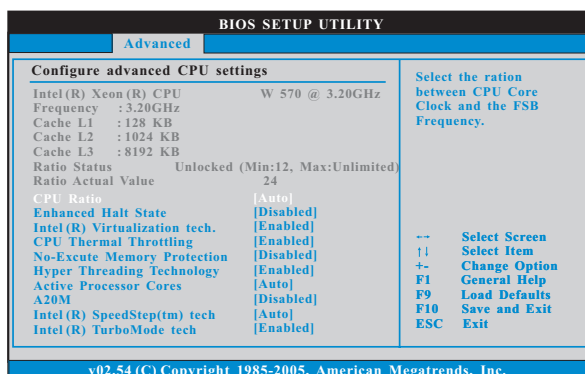 BIOS SETUP UTILITY
Advanced
Configure advanced CPU settings
Intel(R) Xeon(R) CPU W 570 @ 3.20GHz
Frequency : 3.20GHz
Cache L1 : 128 KB
Cache L2 : 1024 KB
Cache L3 : 8192 KB
Ratio Status Unlocked (Min:12, Max:Unlimited)
Ratio Actual Value 24
CPU Ratio [Auto]
Enhanced Halt State [Disabled]
Intel(R) Virtualization tech. [Enabled]
CPU Thermal Throttling [Enabled]
No-Excute Memory Protection [Disabled]
Hyper Threading Technology [Enabled]
Active Processor Cores [Auto]
A20M [Disabled]
Intel(R) SpeedStep(tm) tech [Auto]
Intel(R) TurboMode tech [Enabled]
Select the ration
between CPU Core
Clock and the FSB
Frequency.
←→ Select Screen
↑↓ Select Item
+- Change Option
F1 General Help
F9 Load Defaults
F10 Save and Exit
ESC Exit
v02.54 (C) Copyright 1985-2005, American Megatrends, Inc.